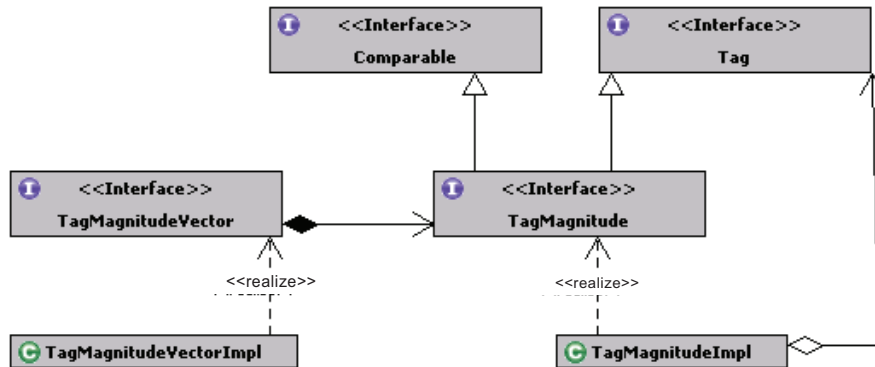 <<Interface>>
Comparable
<<Interface>>
Tag
<<Interface>>
TagMagnitudeVector
<<Interface>>
TagMagnitude
<<realize>>
<<realize>>
TagMagnitudeVectorImpl
TagMagnitudeImpl